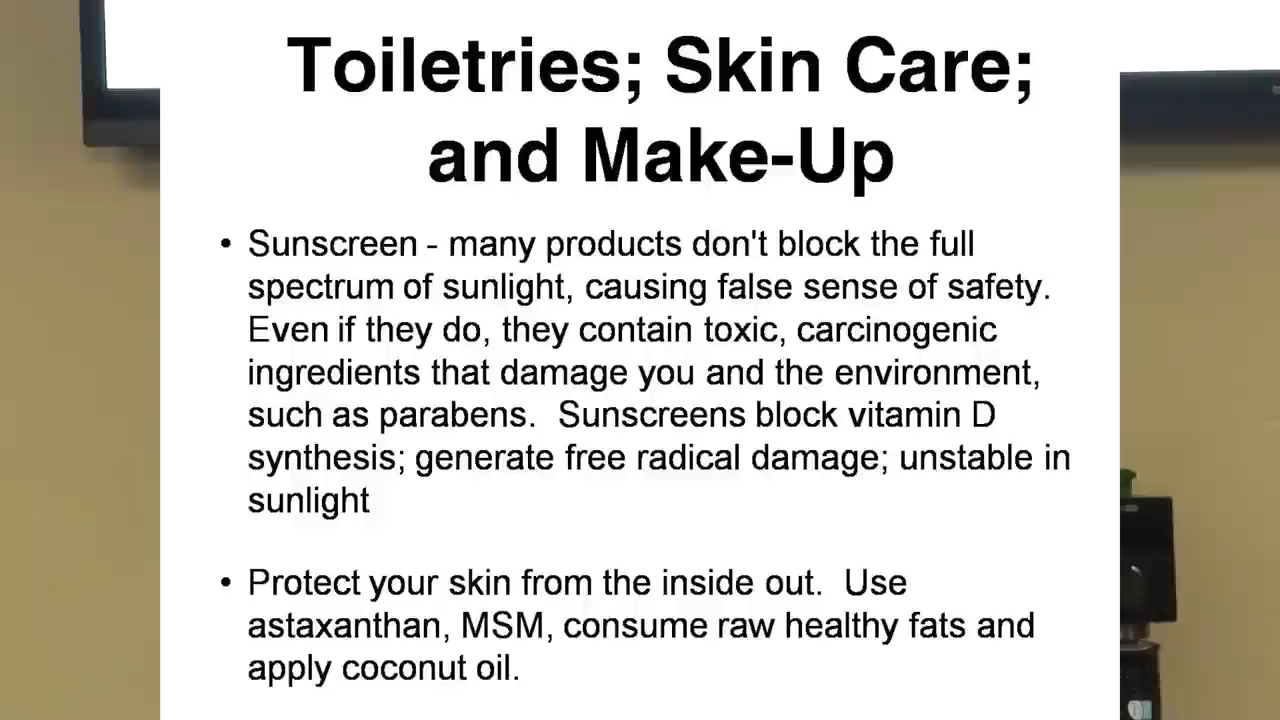 Toiletries; Skin Care;
and Make-Up
• Sunscreen - many products don't block the full
spectrum of sunlight, causing false sense of safety.
Even if they do, they contain toxic, carcinogenic
ingredients that damage you and the environment,
such as parabens.  Sunscreens block vitamin D
synthesis; generate free radical damage; unstable in
sunlight
• Protect your skin from the inside out.  Use
astaxanthan, MSM, consume raw healthy fats and
apply coconut oil.